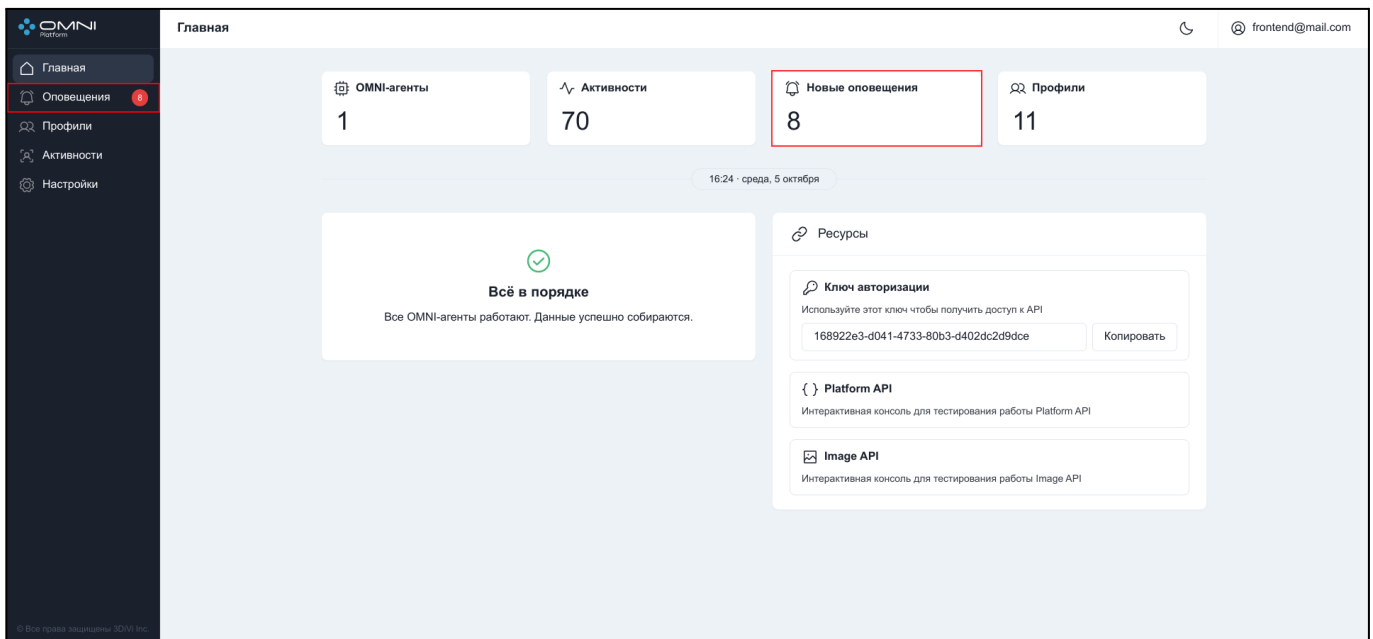 OMNI
Platform
Главная
frontend@mail.com
Главная
Оповещения 8
Профили
Активности
Настройки
OMNI-агенты
1
Активности
70
Новые оповещения
8
Профили
11
16:24 · среда, 5 октября
Всё в порядке
Все OMNI-агенты работают. Данные успешно собираются.
Ресурсы
Ключ авторизации
Используйте этот ключ чтобы получить доступ к API
168922e3-d041-4733-80b3-d402dc2d9dce
Копировать
{ } Platform API
Интерактивная консоль для тестирования работы Platform API
Image API
Интерактивная консоль для тестирования работы Image API
© Все права защищены 3DiVi Inc.